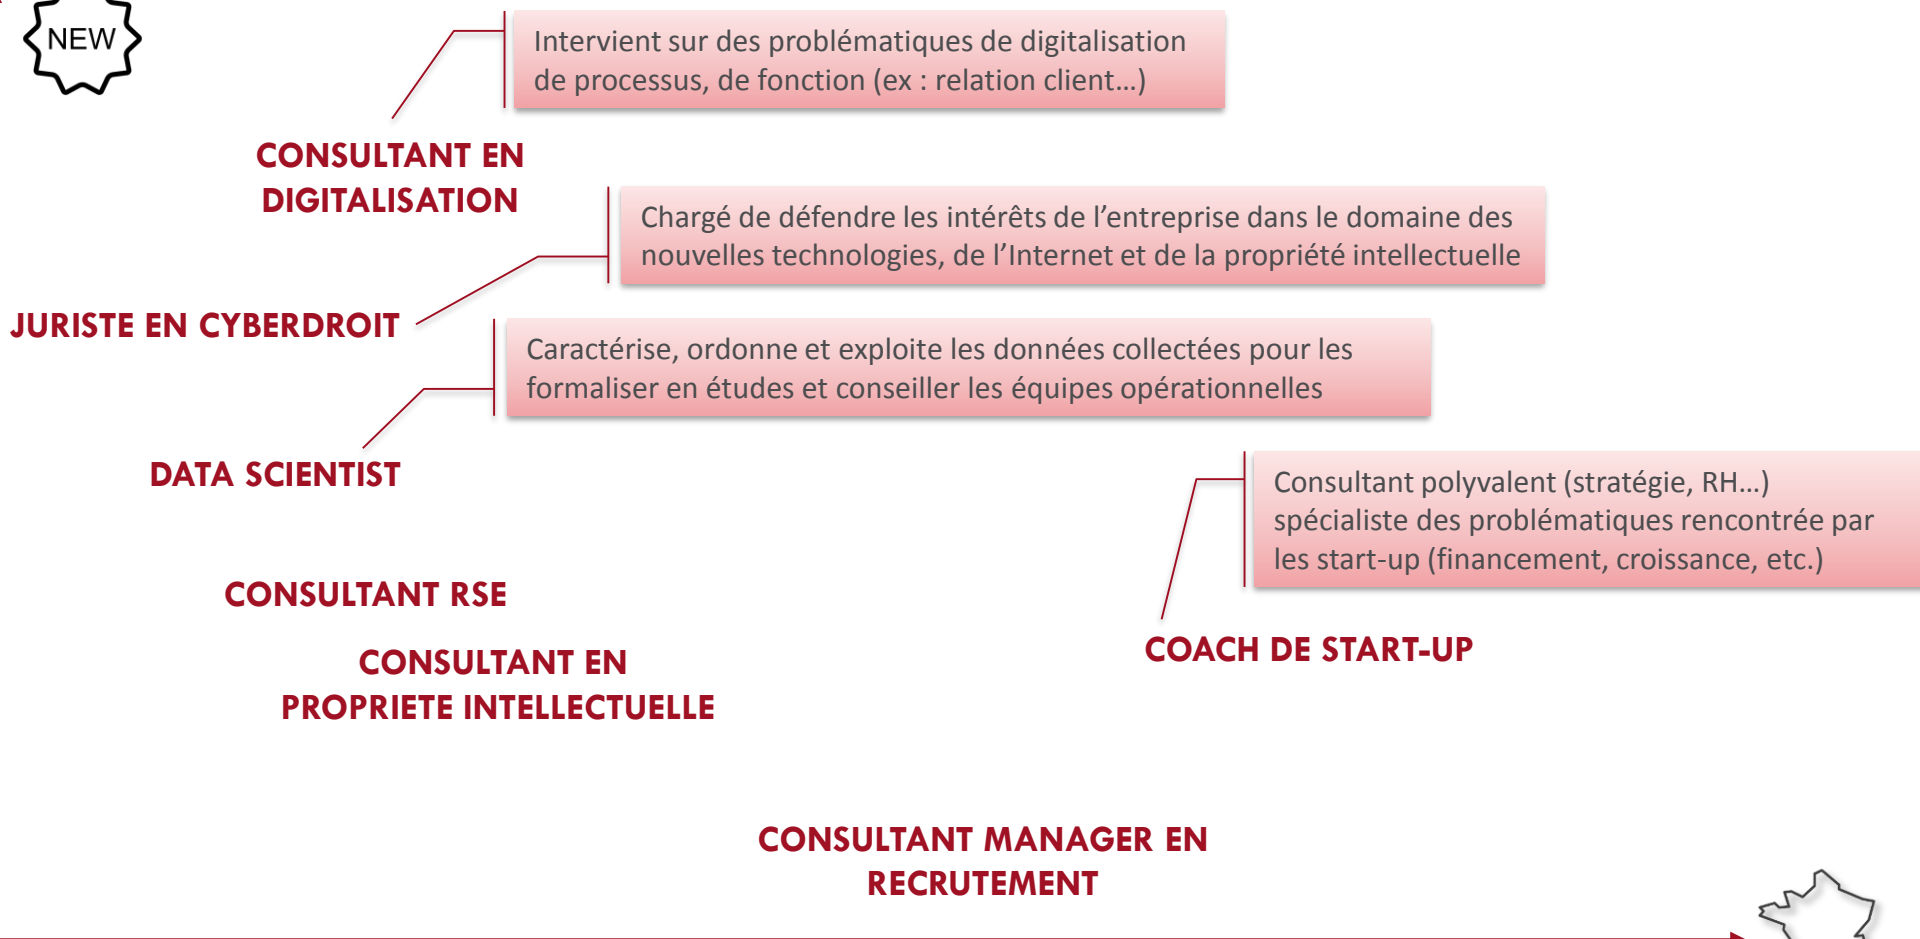 NEW
Intervient sur des problématiques de digitalisation
de processus, de fonction (ex : relation client…)
CONSULTANT EN
DIGITALISATION
Chargé de défendre les intérêts de l’entreprise dans le domaine des
nouvelles technologies, de l’Internet et de la propriété intellectuelle
JURISTE EN CYBERDROIT
Caractérise, ordonne et exploite les données collectées pour les
formaliser en études et conseiller les équipes opérationnelles
DATA SCIENTIST
Consultant polyvalent (stratégie, RH…)
spécialiste des problématiques rencontrée par
les start-up (financement, croissance, etc.)
CONSULTANT RSE
COACH DE START-UP
CONSULTANT EN
PROPRIETE INTELLECTUELLE
CONSULTANT MANAGER EN
RECRUTEMENT